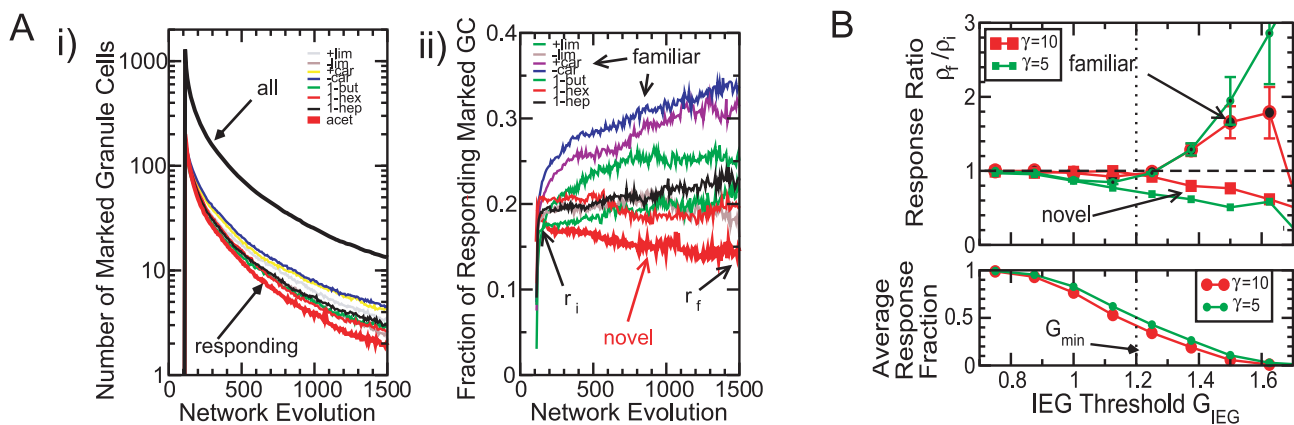 A
i)
Number of Marked Granule Cells
1000
100
10
1
0
500
1000
1500
Network Evolution
+lim
-lim
+car
-car
1-but
1-hex
1-hep
acet
all
responding
ii)
Fraction of Responding Marked GC
0.4
0.3
0.2
0.1
0
0
500
1000
1500
Network Evolution
+lim
-lim
+car
-car
1-but
1-hex
1-hep
familiar
r i
r f
novel
B
Response Ratio
ρf/ρi
3
2
1
0
γ=10
γ=5
familiar
novel
Average Response Fraction
1
0.5
0
γ=10
γ=5
Gmin
0.8
1
1.2
1.4
1.6
IEG Threshold GIEG